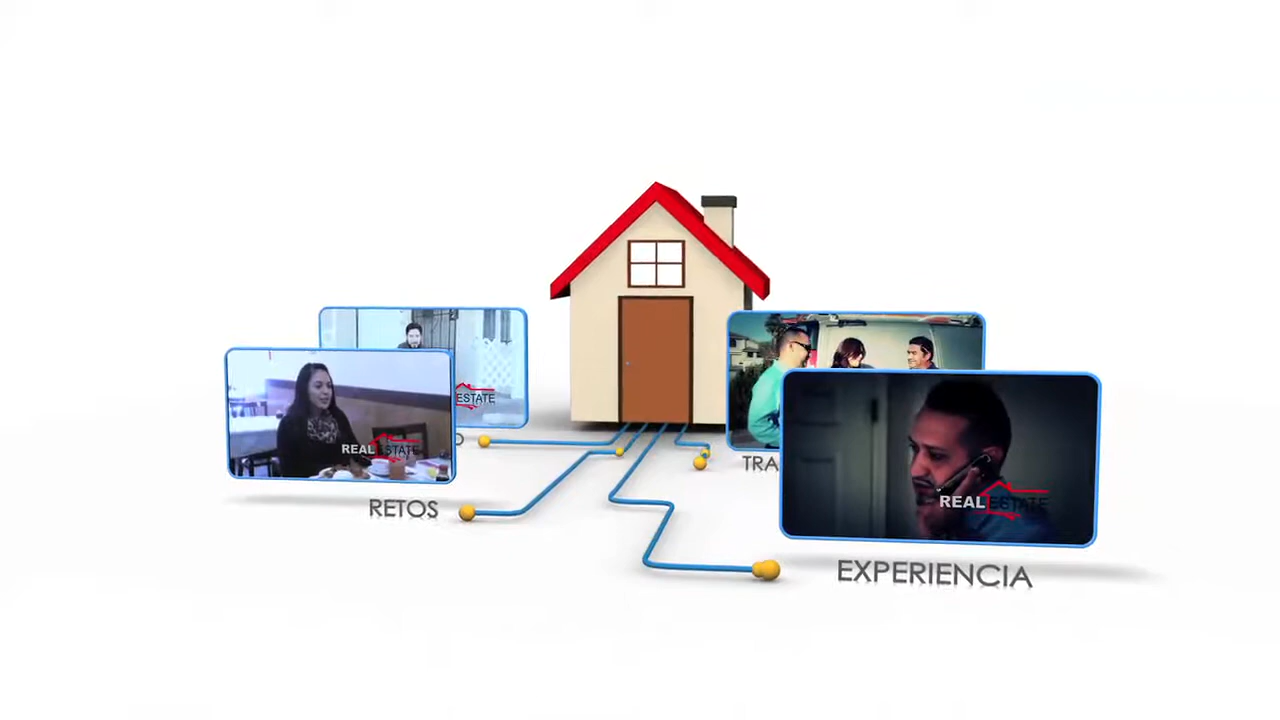 ESTATE
REAL ESTATE
RETOS
TRA
REAL ESTATE
EXPERIENCIA